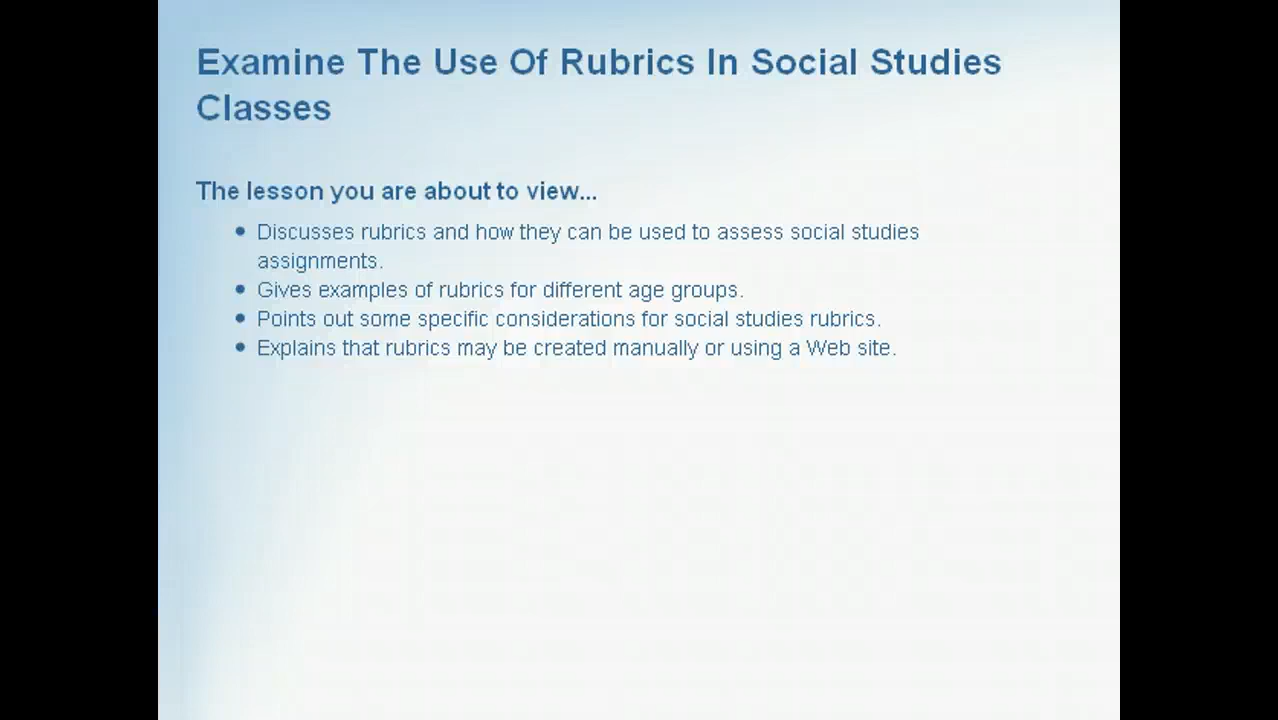 Examine The Use Of Rubrics In Social Studies
Classes
The lesson you are about to view...
• Discusses rubrics and how they can be used to assess social studies
assignments.
• Gives examples of rubrics for different age groups.
• Points out some specific considerations for social studies rubrics.
• Explains that rubrics may be created manually or using a Web site.